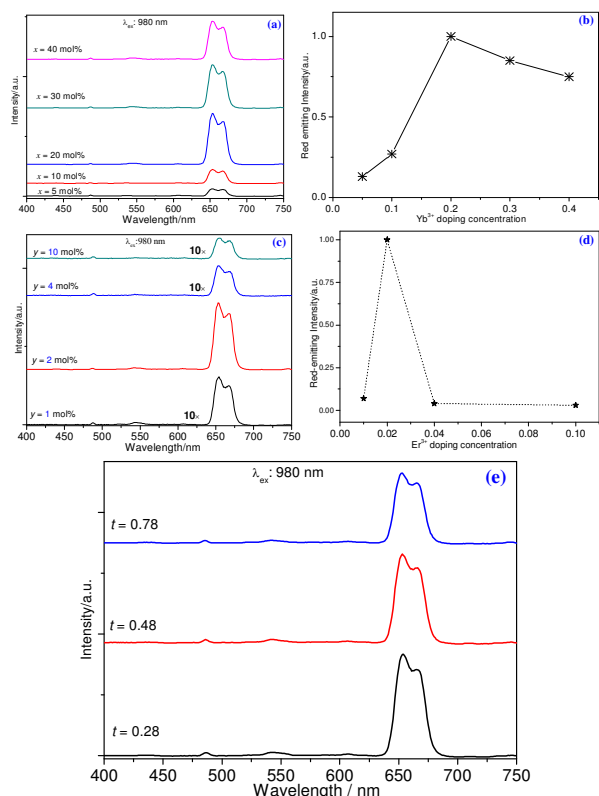 λex: 980 nm
(a)
x = 40 mol%
x = 30 mol%
x = 20 mol%
x = 10 mol%
x = 5 mol%
Intensity/a.u.
400 450 500 550 600 650 700 750
Wavelength/nm
(b)
Red emitting Intensity/a.u.
1.0
0.5
0.0
0.0 0.1 0.2 0.3 0.4
Yb3+ doping concentration
λex:980 nm
(c)
y = 10 mol%
10×
y = 4 mol%
10×
y = 2 mol%
y = 1 mol%
10×
Intensity/a.u.
400 450 500 550 600 650 700 750
Wavelength/nm
(d)
Red-emitting Intensity/a.u.
1.00
0.75
0.50
0.25
0.00
0.00 0.02 0.04 0.06 0.08 0.10
Er3+ doping concentration
λex: 980 nm
(e)
t = 0.78
t = 0.48
t = 0.28
Intensity/a.u.
400 450 500 550 600 650 700 750
Wavelength / nm